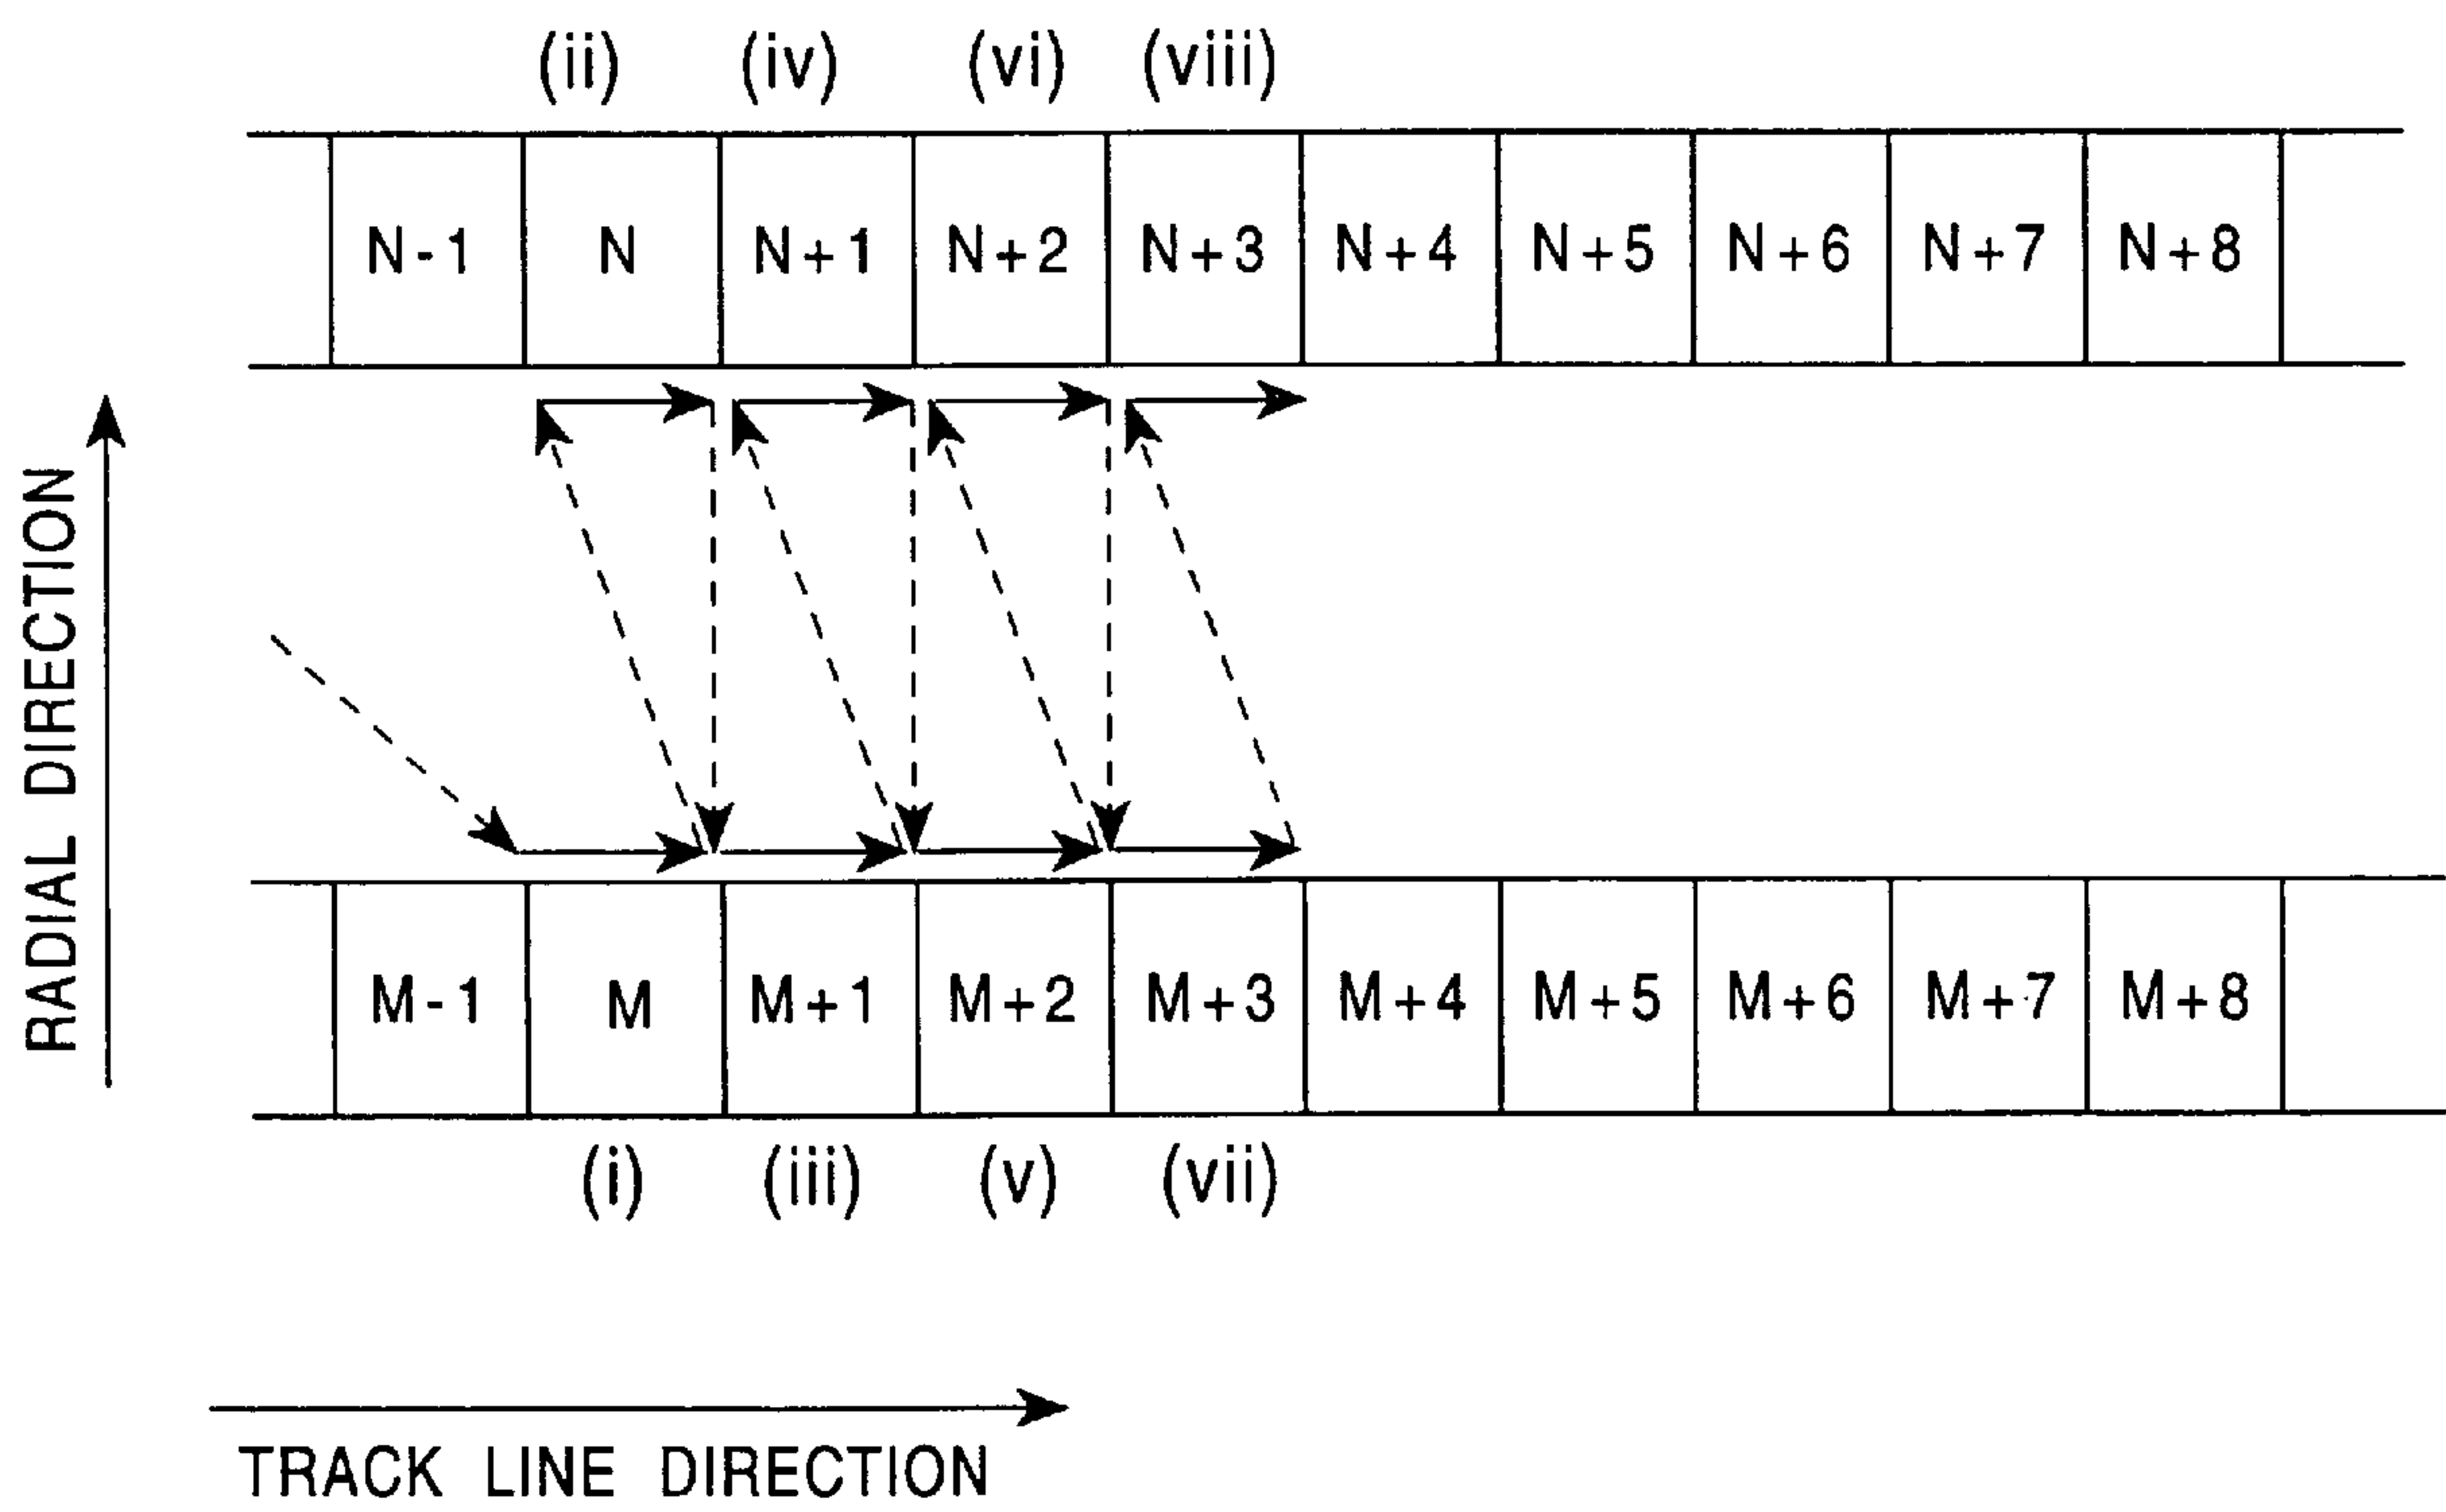 (ii) (iv) (vi) (viii)
N-1 N N+1 N+2 N+3 N+4 N+5 N+6 N+7 N+8
RADIAL DIRECTION
M-1 M M+1 M+2 M+3 M+4 M+5 M+6 M+7 M+8
(i) (iii) (v) (vii)
TRACK LINE DIRECTION